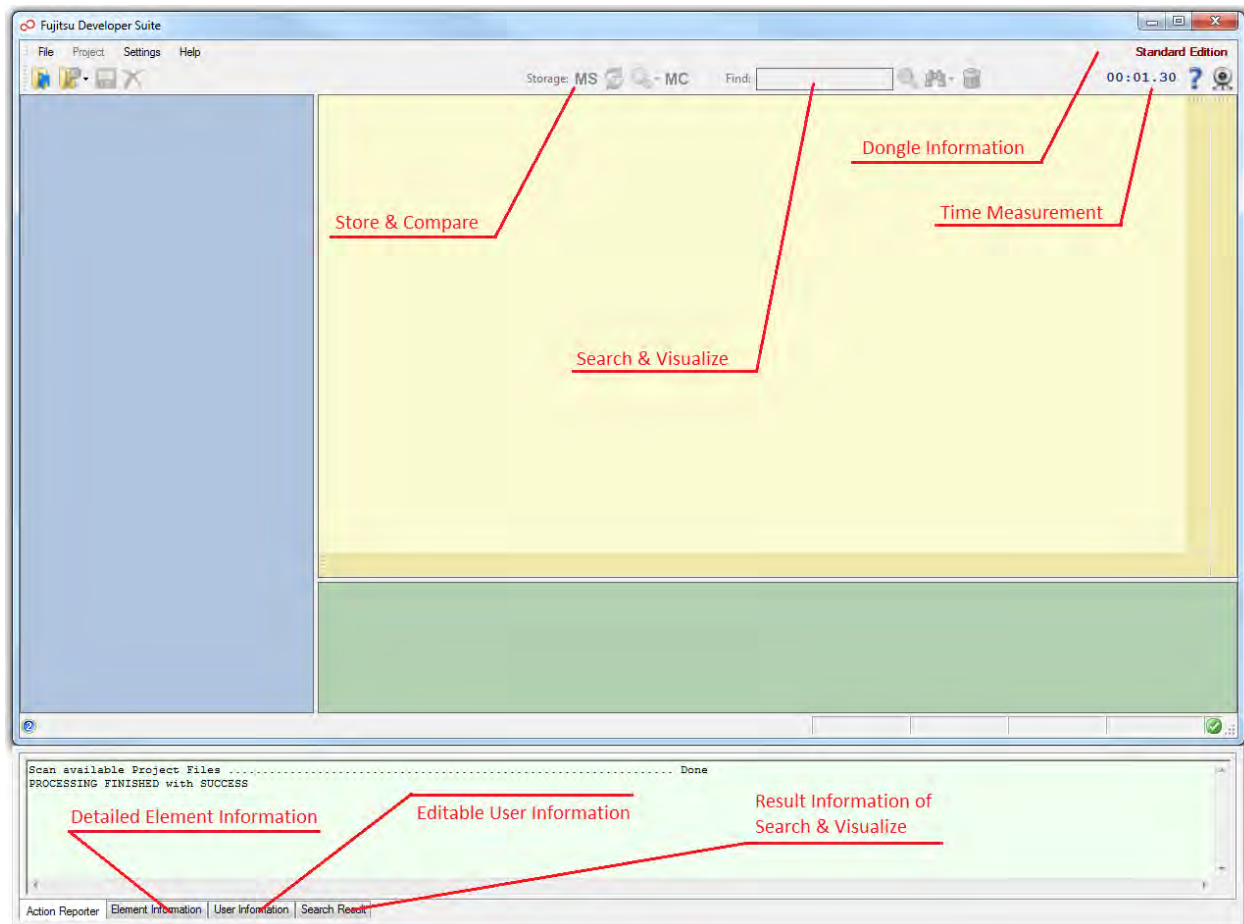 Fujitsu Developer Suite
File Project Settings Help Standard Edition
Storage: MS MC Find: 00:01.30 ?
Dongle Information
Store & Compare
Time Measurement
Search & Visualize
Scan available Project Files ...................................................................... Done
PROCESSING FINISHED with SUCCESS
Detailed Element Information
Editable User Information
Result Information of
Search & Visualize
Action Reporter Element Information User Information Search Result